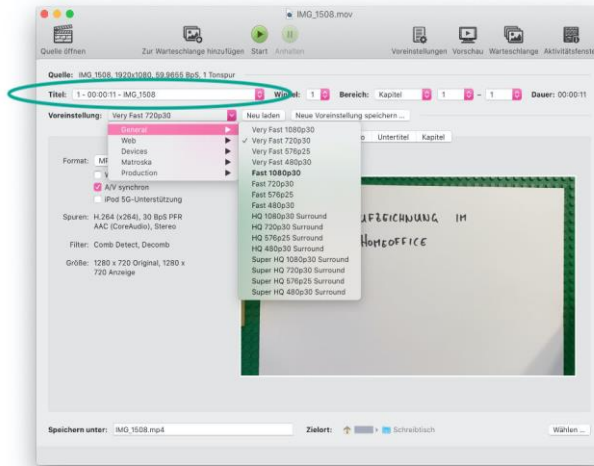 IMG_1508.mov
Quelle öffnen Zur Warteschlange hinzufügen Start Anhalten Voreinstellungen Vorschau Warteschlange Aktivitätsfenste
Quelle: IMG_1508, 1920x1080, 59.9655 BpS, 1 Tonspur
Titel: 1 - 00:00:11 - IMG_1508 Winkel: 1 Bereich: Kapitel 1 - 1 Dauer: 00:00:11
Voreinstellung: Very Fast 720p30 Neu laden Neue Voreinstellung speichern ...
General
Web
Devices
Matroska
Production
Very Fast 1080p30
✓ Very Fast 720p30
Very Fast 576p25
Very Fast 480p30
Fast 1080p30
Fast 720p30
Fast 576p25
Fast 480p30
HQ 1080p30 Surround
HQ 720p30 Surround
HQ 576p25 Surround
HQ 480p30 Surround
Super HQ 1080p30 Surround
Super HQ 720p30 Surround
Super HQ 576p25 Surround
Super HQ 480p30 Surround
Untertitel Kapitel
Format:
A/V synchron
iPod 5G-Unterstützung
Spuren: H.264 (x264), 30 BpS PFR
AAC (CoreAudio), Stereo
Filter: Comb Detect, Decomb
Größe: 1280 x 720 Original, 1280 x
720 Anzeige
UFZEICHNUNG IM
HOMEOFFICE
Speichern unter: IMG_1508.mp4 Zielort: Schreibtisch Wählen ...